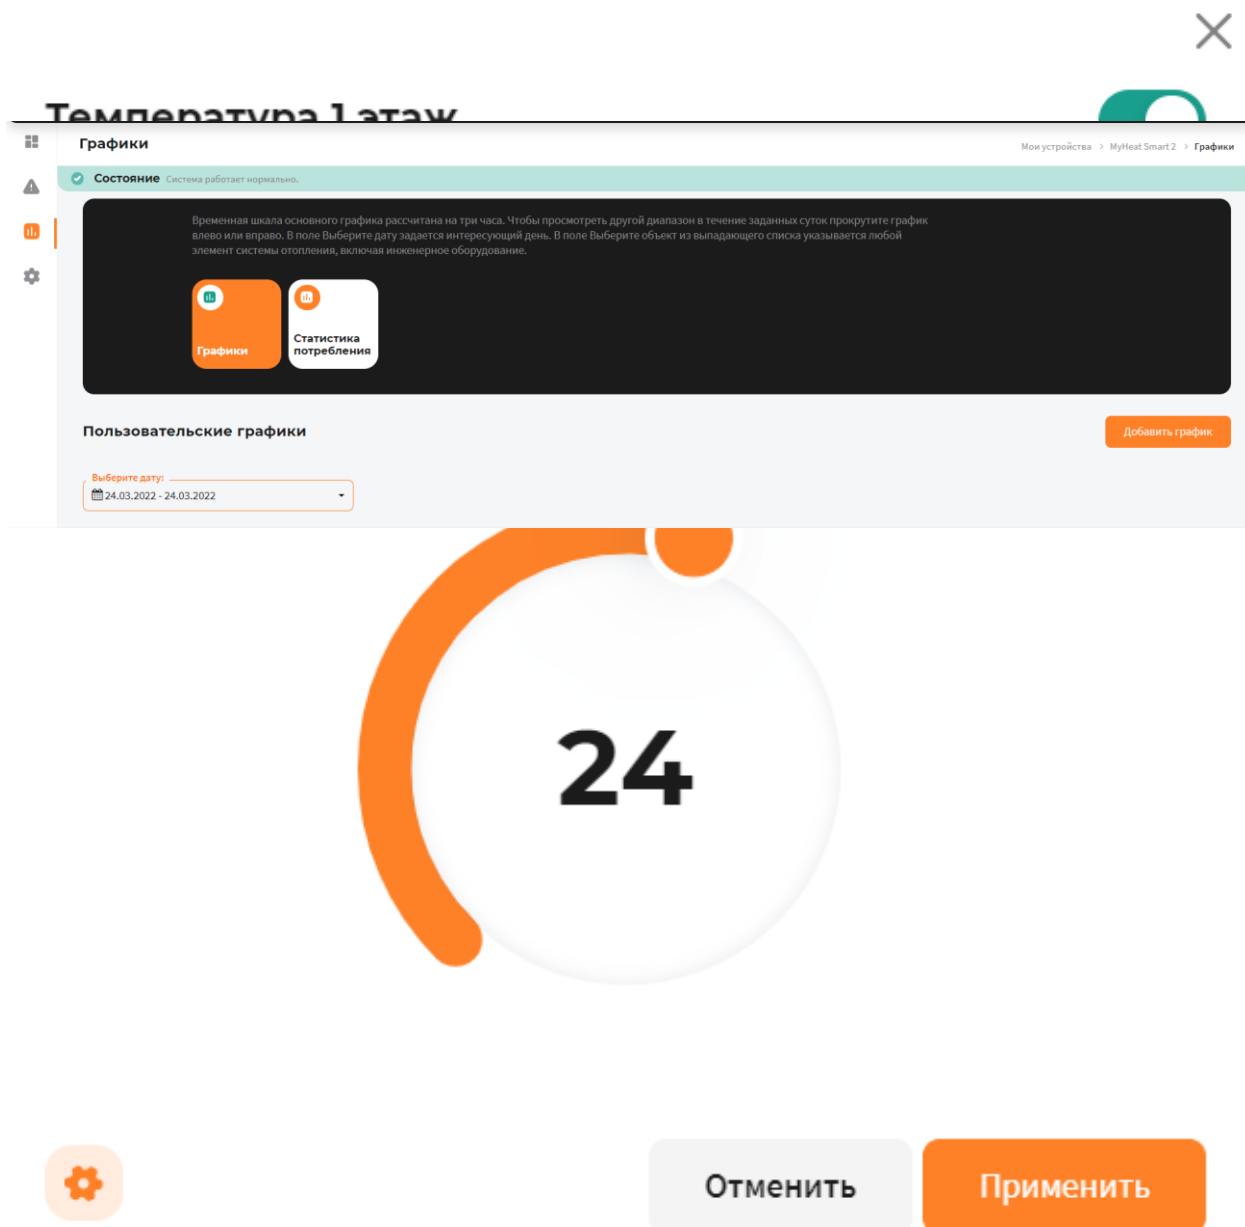 Температура 1 этаж
Графики
Мои устройства > MyHeat Smart 2 > Графики
Состояние Система работает нормально.
Временная шкала основного графика рассчитана на три часа. Чтобы просмотреть другой диапазон в течение заданных суток прокрутите график
влево или вправо. В поле Выберите дату задается интересующий день. В поле Выберите объект из выпадающего списка указывается любой
элемент системы отопления, включая инженерное оборудование.
Графики
Статистика
потребления
Пользовательские графики
Добавить график
Выберите дату:
24.03.2022 - 24.03.2022
24
Отменить
Применить